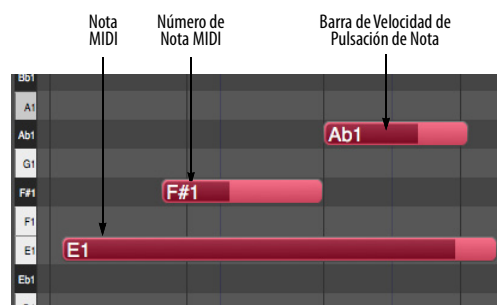 Nota
MIDI
Número de
Nota MIDI
Barra de Velocidad de
Pulsación de Nota
Bb1
A1
Ab1
Ab1
G1
F#1
F#1
F1
E1
E1
Eb1